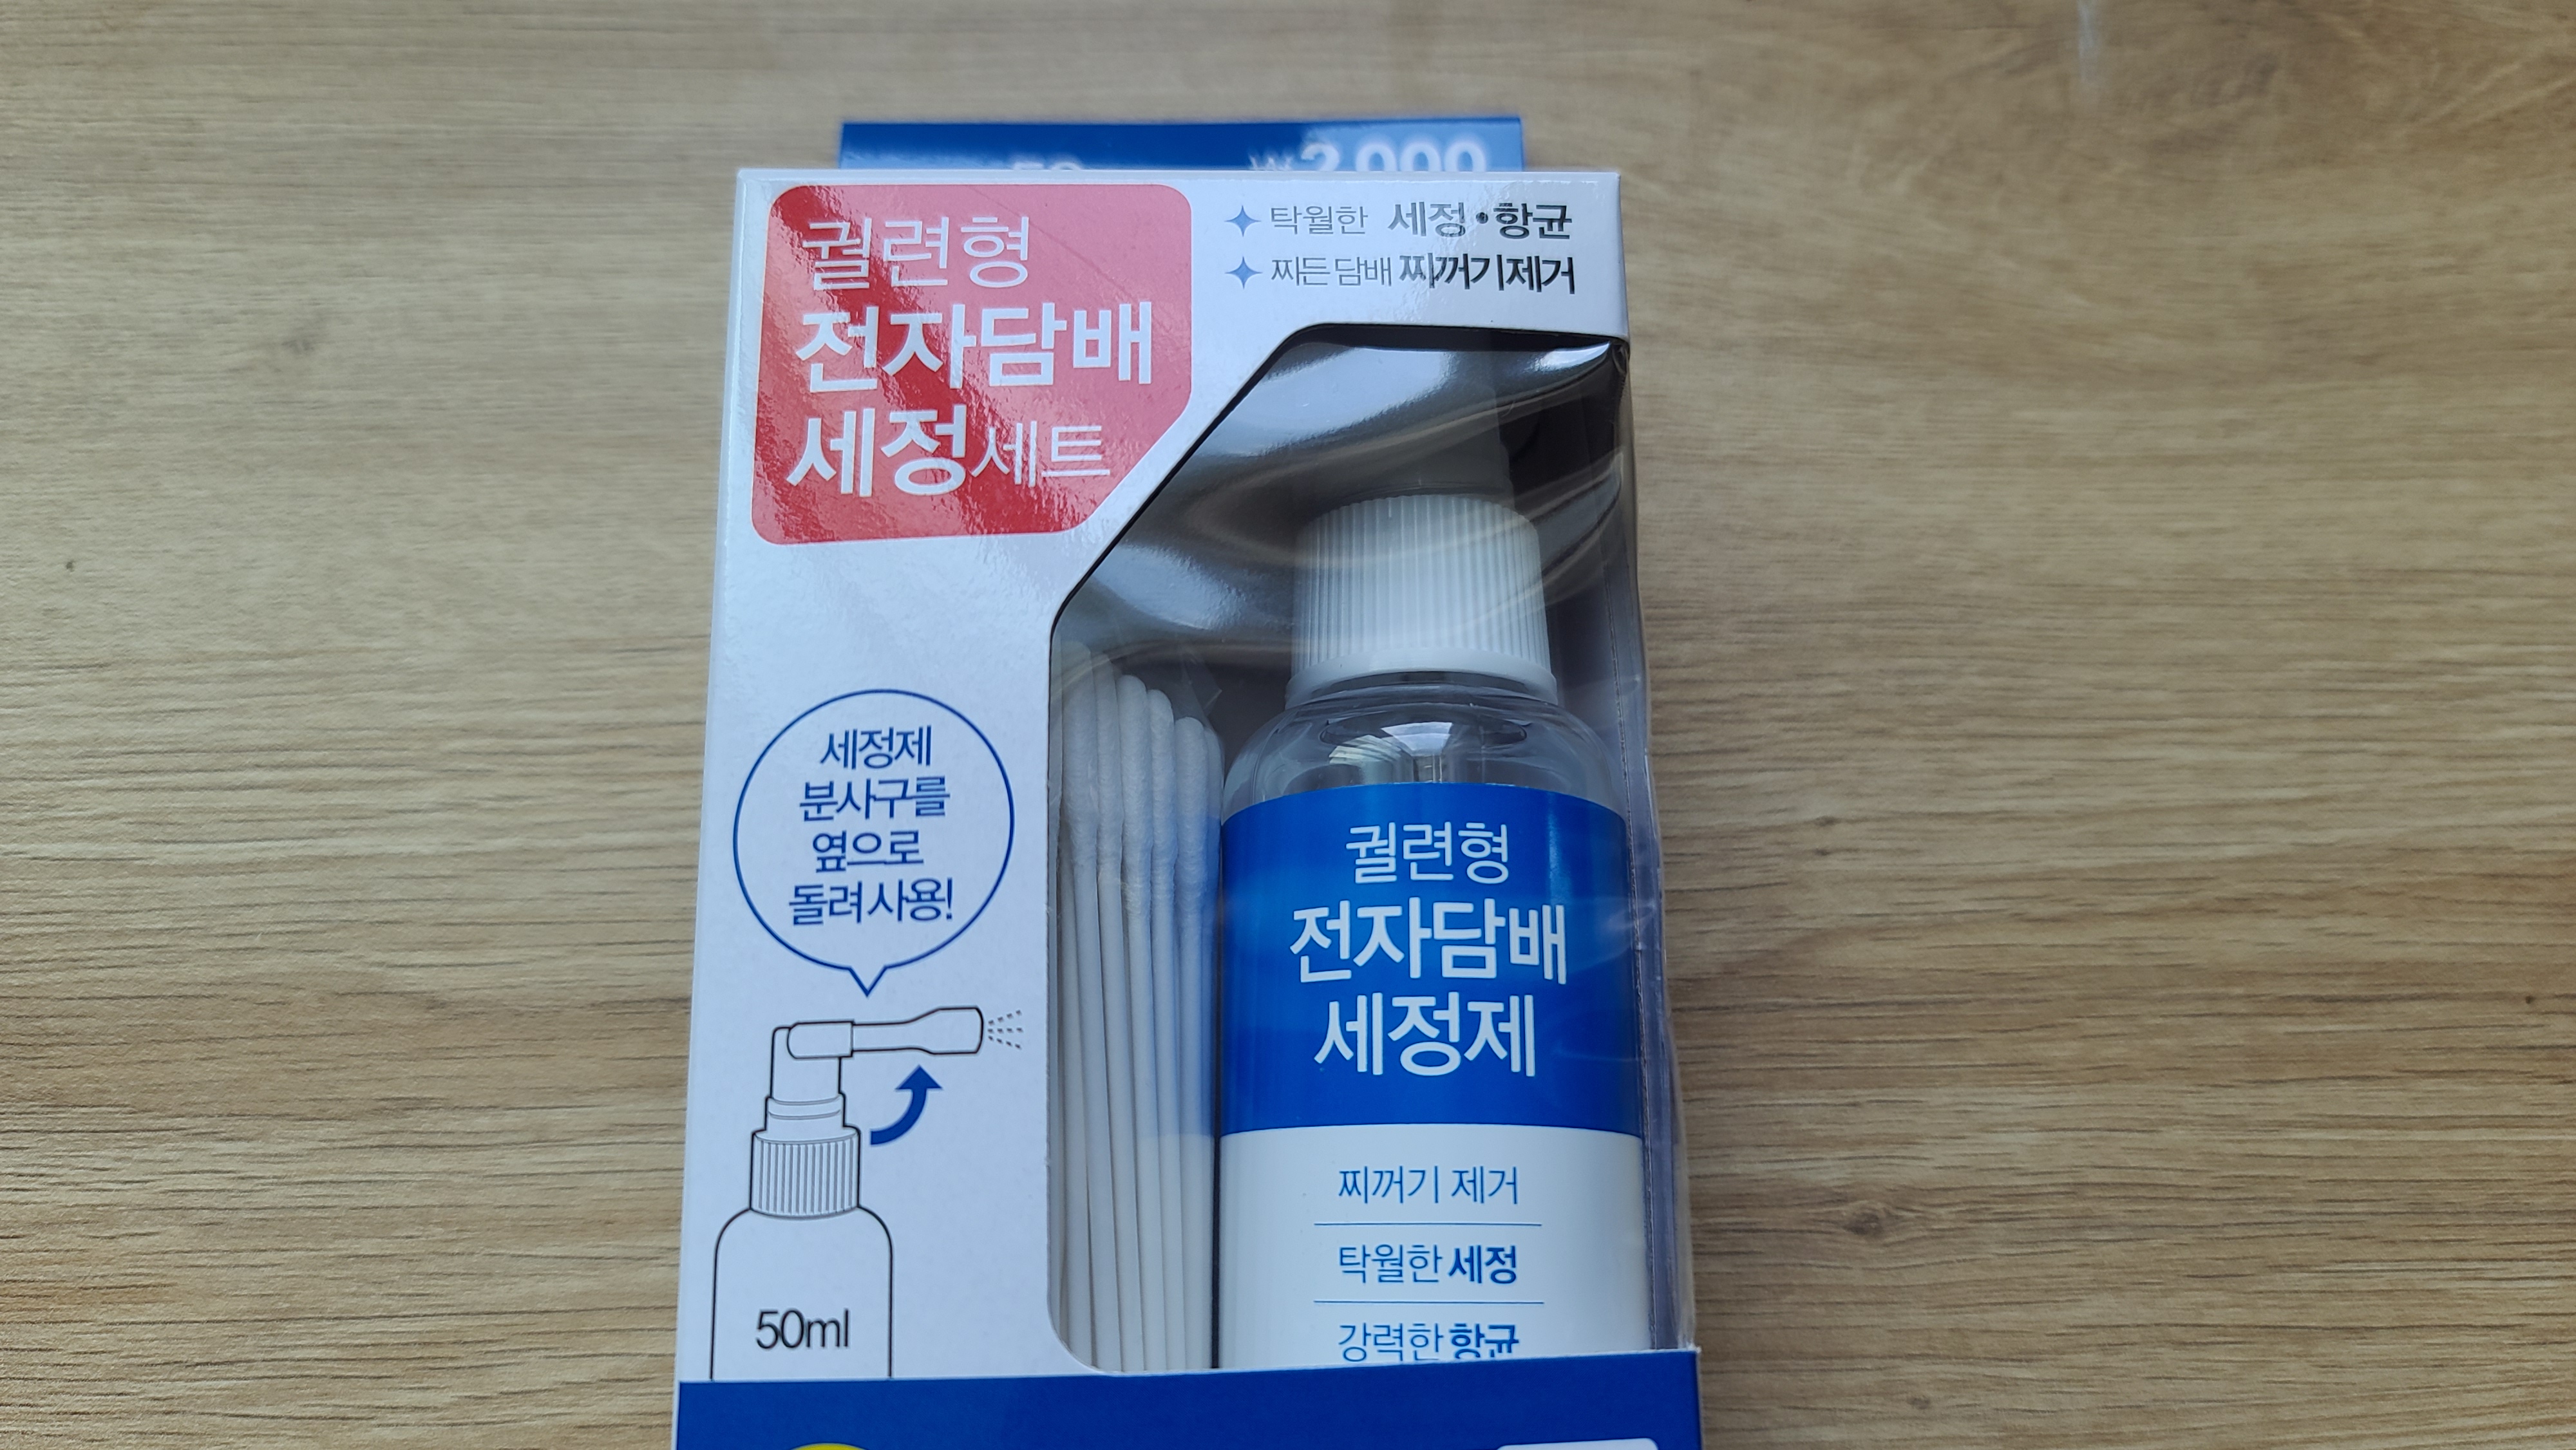 궐련형
전자담배
세정세트
탁월한 세정•항균
찌든 담배 찌꺼기제거
세정제
분사구를
옆으로
돌려사용!
50ml
궐련형
전자담배
세정제
찌꺼기 제거
탁월한 세정
강력한 항균